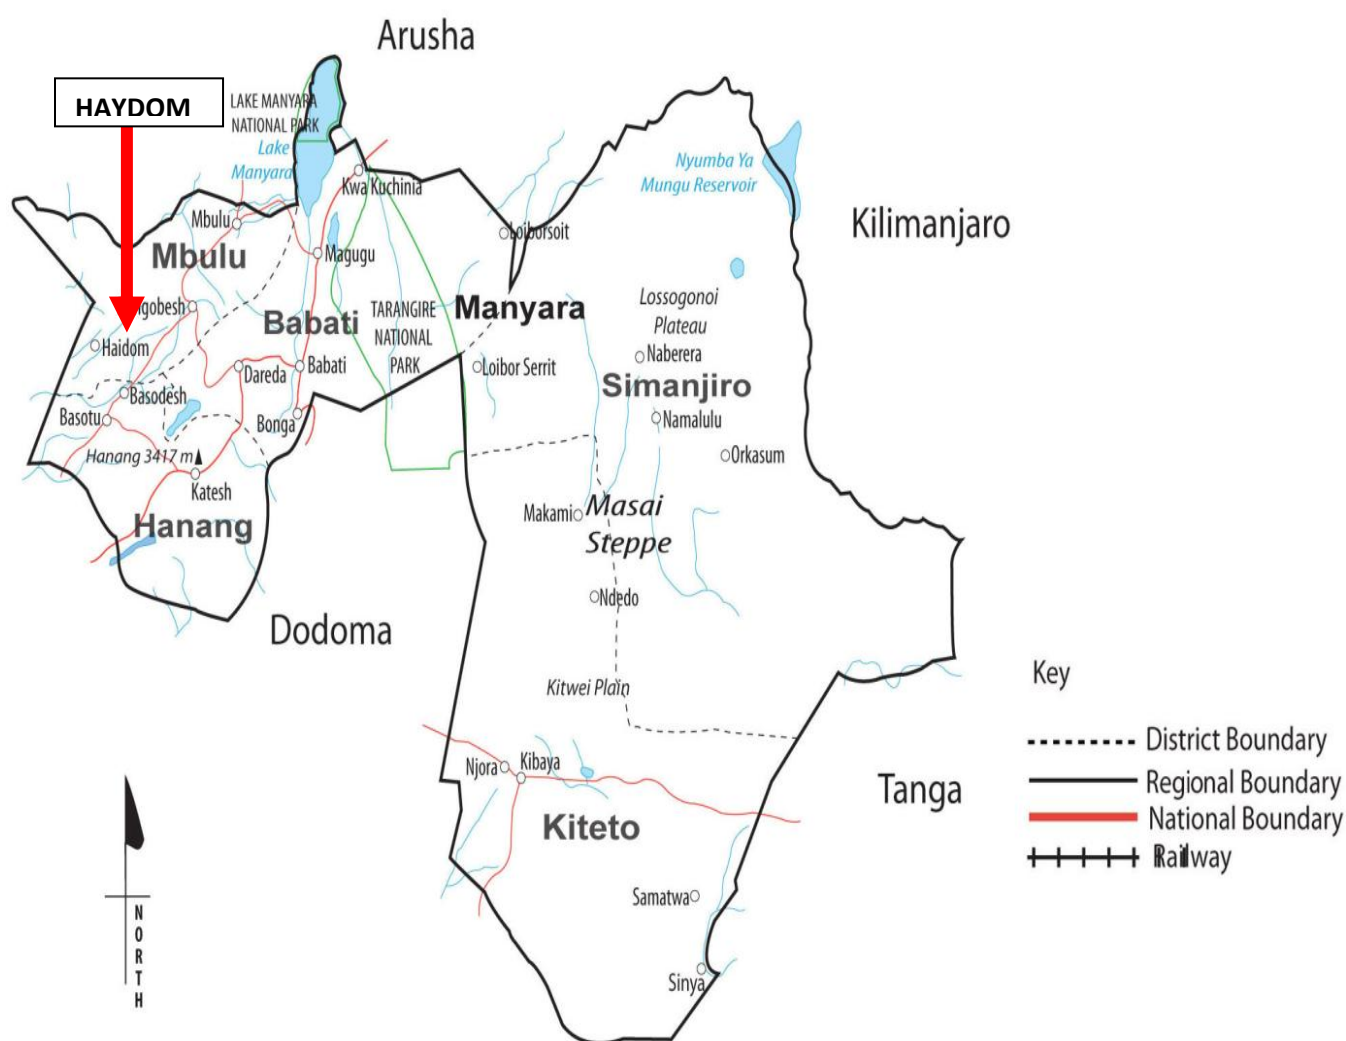 Arusha
HAYDOM
LAKE MANYARA
NATIONAL PARK
Lake
Manyara
Kwa Kuchinia
Nyumba Ya
Mungu Reservoir
Mbulu
Loiborsoit
Kilimanjaro
Mbulu
Magugu
Lossogonoi
Plateau
gobesh
Babati
TARANGIRE
NATIONAL
PARK
Manyara
Haidom
Naberera
Dareda
Babati
Loibor Serrit
Simanjiro
Basodesh
Basotu
Bonga
Namalulu
Hanang 3417 m
Orkasum
Katesh
Makami
Masai
Steppe
Hanang
Ndedo
Dodoma
Kitwei Plain
Key
District Boundary
Njora
Kibaya
Regional Boundary
Tanga
National Boundary
Kiteto
Railway
Samatwa
NORTH
Sinya